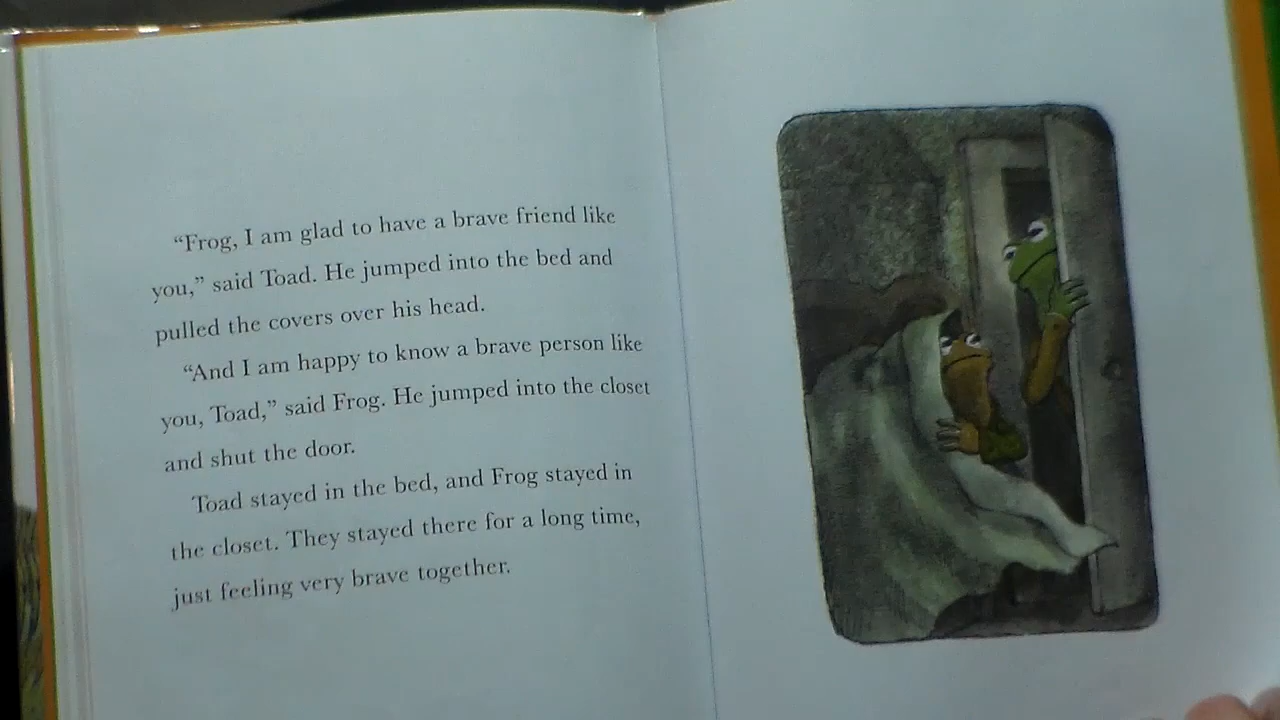 “Frog, I am glad to have a brave friend like
you,” said Toad. He jumped into the bed and
pulled the covers over his head.
“And I am happy to know a brave person like
you, Toad,” said Frog. He jumped into the closet
and shut the door.
Toad stayed in the bed, and Frog stayed in
the closet. They stayed there for a long time,
just feeling very brave together.